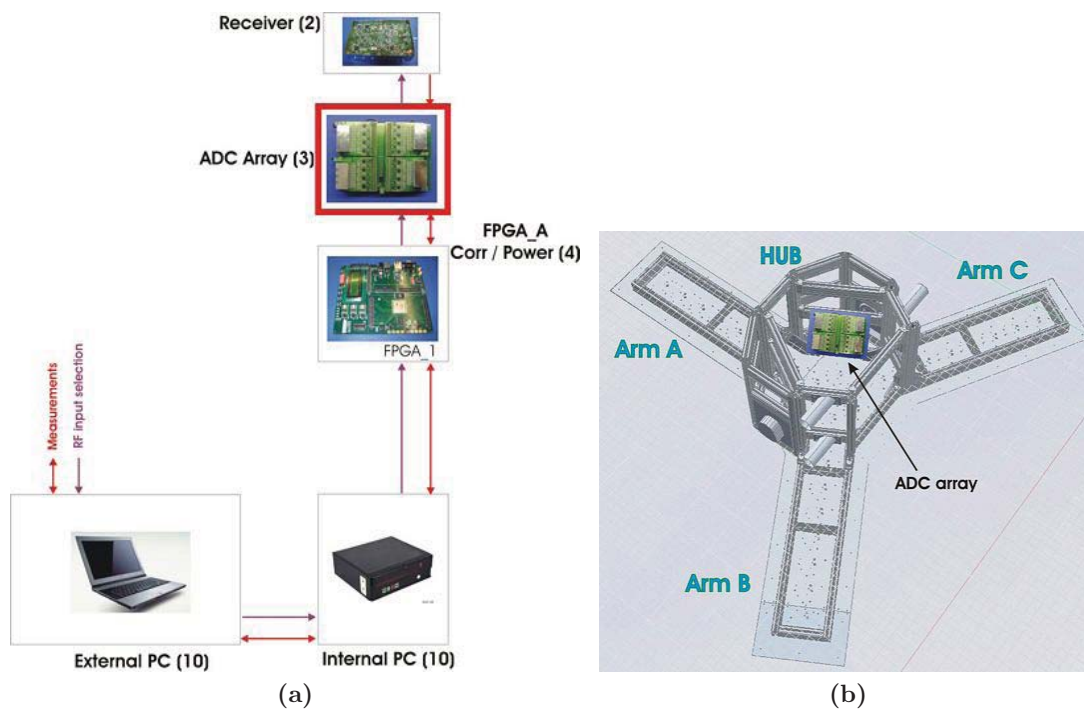 Receiver (2)
ADC Array (3)
FPGA_A
Corr / Power (4)
FPGA_1
Measurements
RF input selection
External PC (10)
Internal PC (10)
(a)
HUB
Arm C
Arm A
ADC array
Arm B
(b)